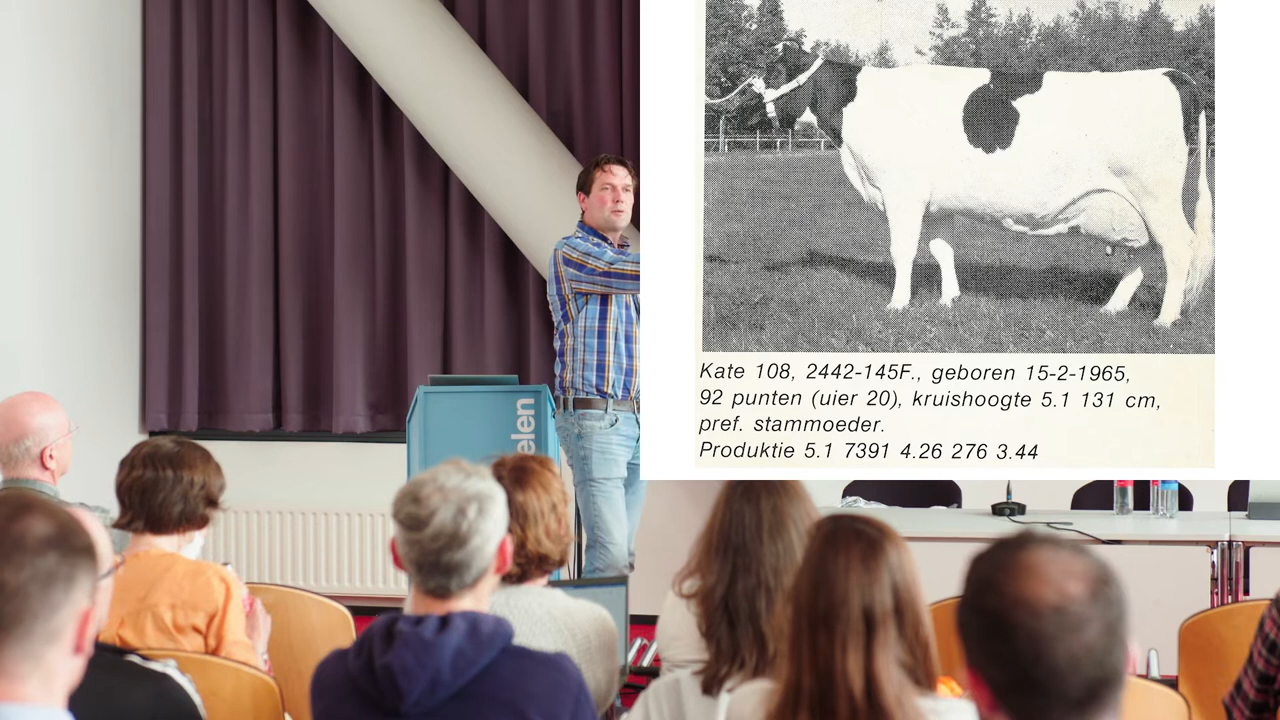 elen
Kate 108, 2442-145F., geboren 15-2-1965,
92 punten (uier 20), kruishoogte 5.1 131 cm,
pref. stammoeder.
Produktie 5.1 7391 4.26 276 3.44